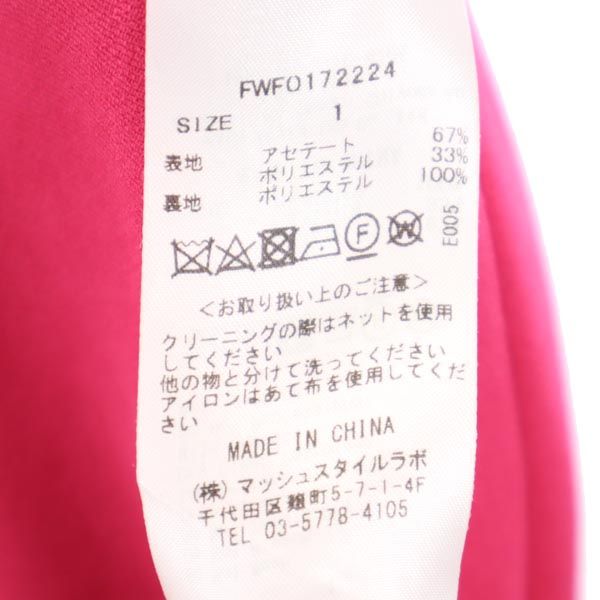 FWF0172224
SIZE 1
表地 アセテート 67%
ポリエステル 33%
裏地 ポリエステル 100%
F W
E005
<お取り扱い上のご注意>
クリーニングの際はネットを使用
してください
他の物と分けて洗ってください
アイロンはあて布を使用してくだ
さい
MADE IN CHINA
(株) マッシュスタイルラボ
千代田区麹町5-7-1-4F
TEL 03-5778-4105